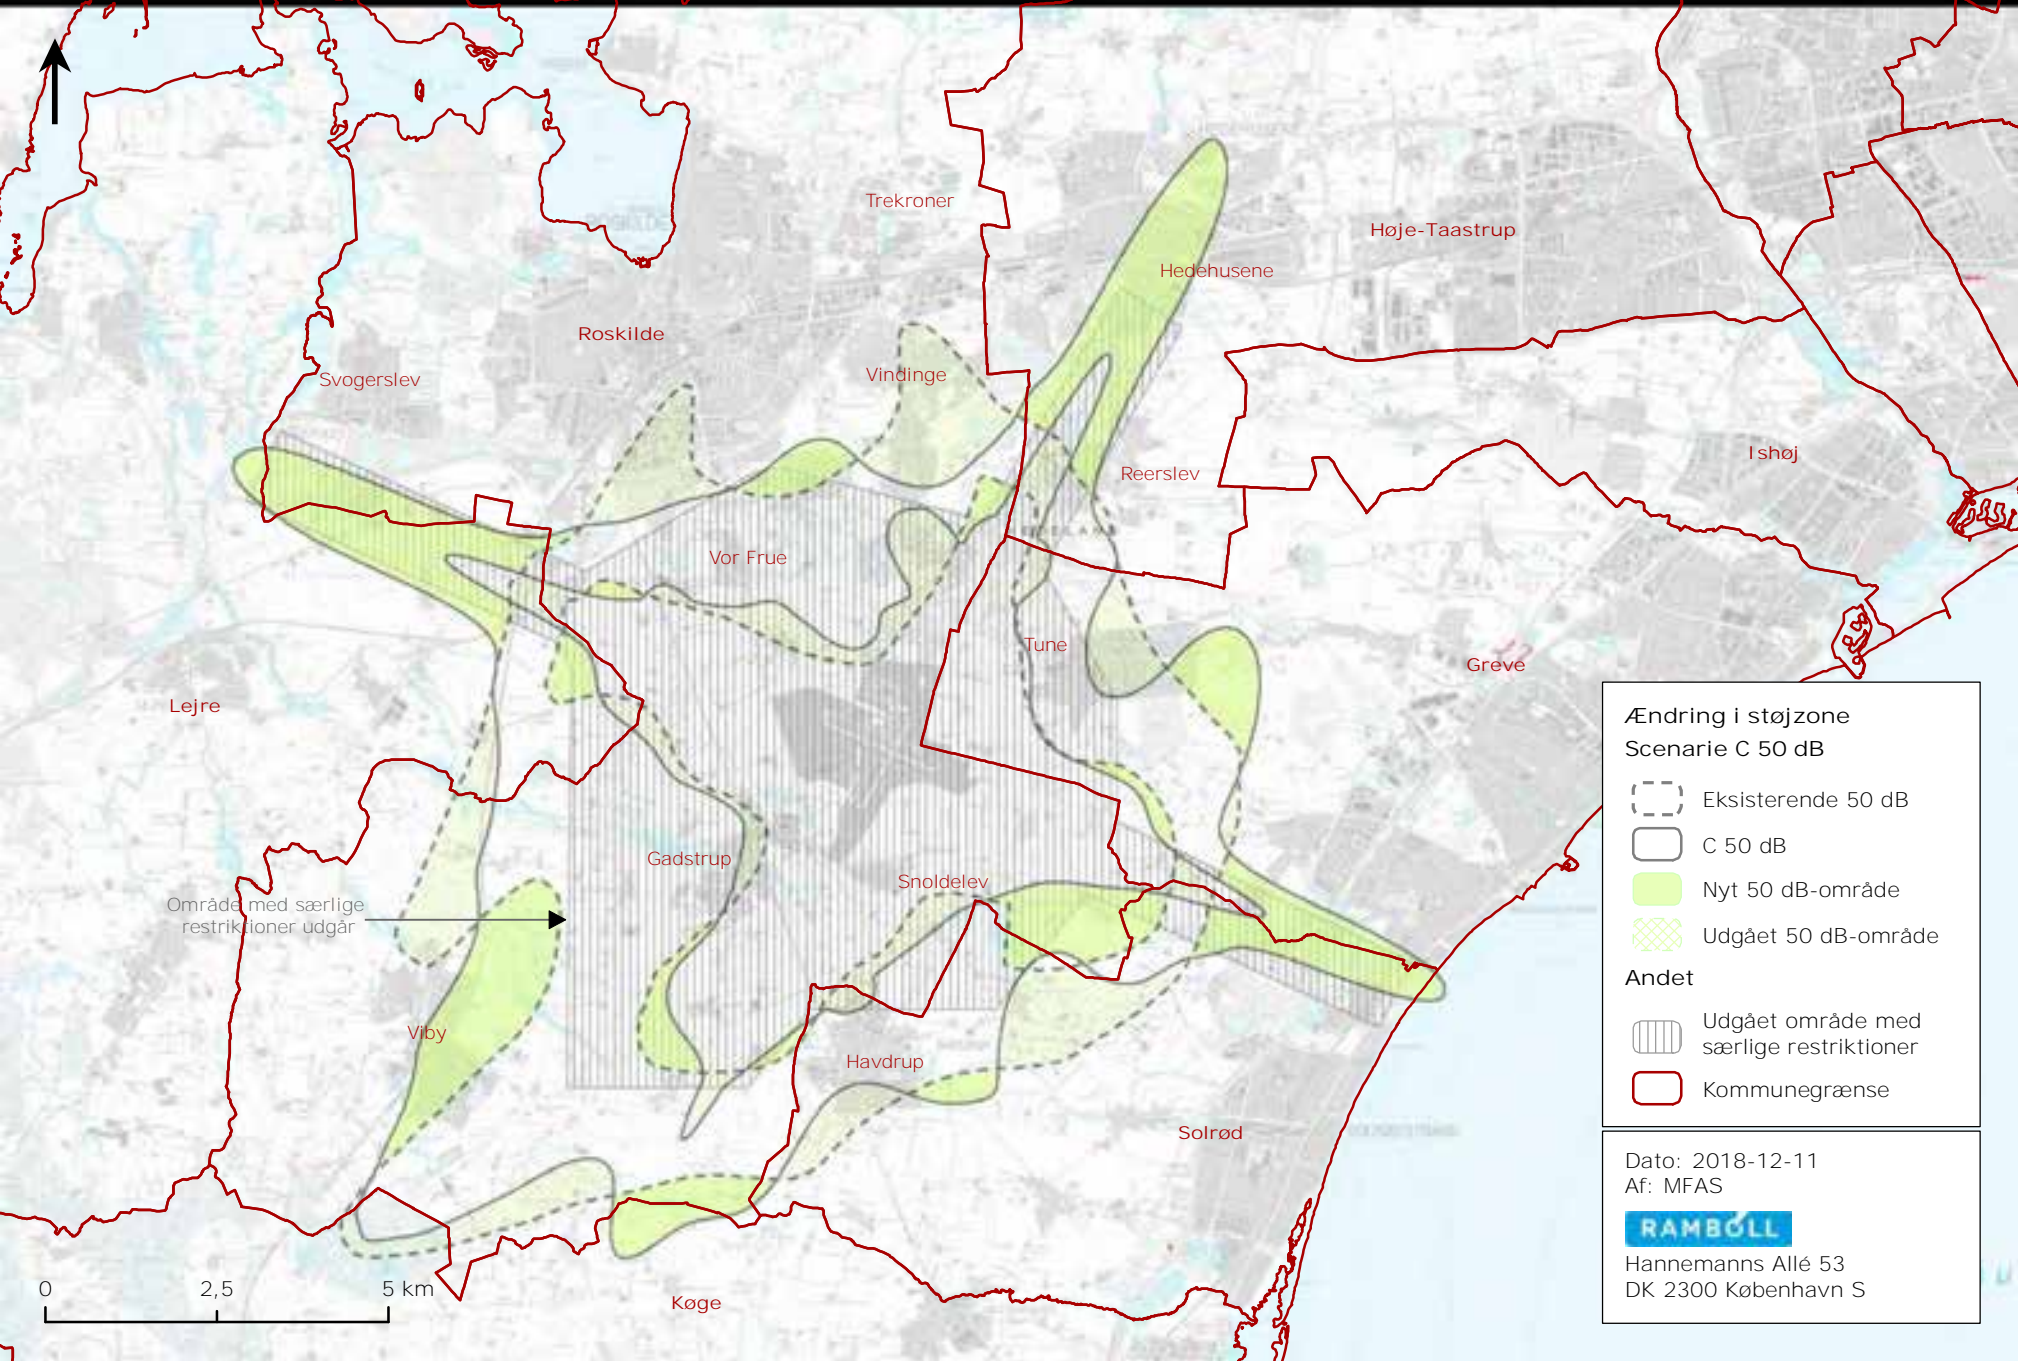 Trekroner
Høje-Taastrup
Hedehusene
Roskilde
Svogerslev
Vindinge
Ishøj
Reerslev
Vor Frue
Tune
Greve
Lejre
Gadstrup
Snoldelev
Område med særlige
restriktioner udgår
Viby
Havdrup
Solrød
Køge
0 2,5 5 km
Ændring i støjzone
Scenarie C 50 dB
Eksisterende 50 dB
C 50 dB
Nyt 50 dB-område
Udgået 50 dB-område
Andet
Udgået område med
særlige restriktioner
Kommunegrænse
Dato: 2018-12-11
Af: MFAS
RAMBØLL
Hannemanns Allé 53
DK 2300 København S